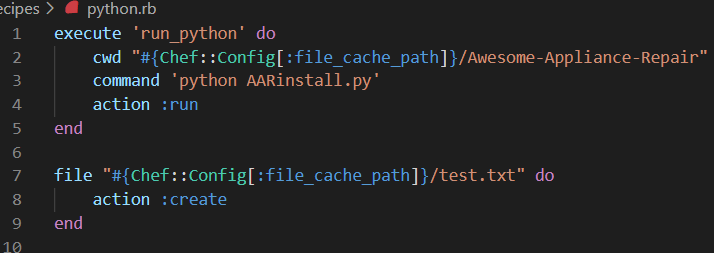 ecipes > python.rb
1 execute 'run_python' do
2     cwd "#{Chef::Config[:file_cache_path]}/Awesome-Appliance-Repair"
3     command 'python AARinstall.py'
4     action :run
5 end
6
7 file "#{Chef::Config[:file_cache_path]}/test.txt" do
8     action :create
9 end
10